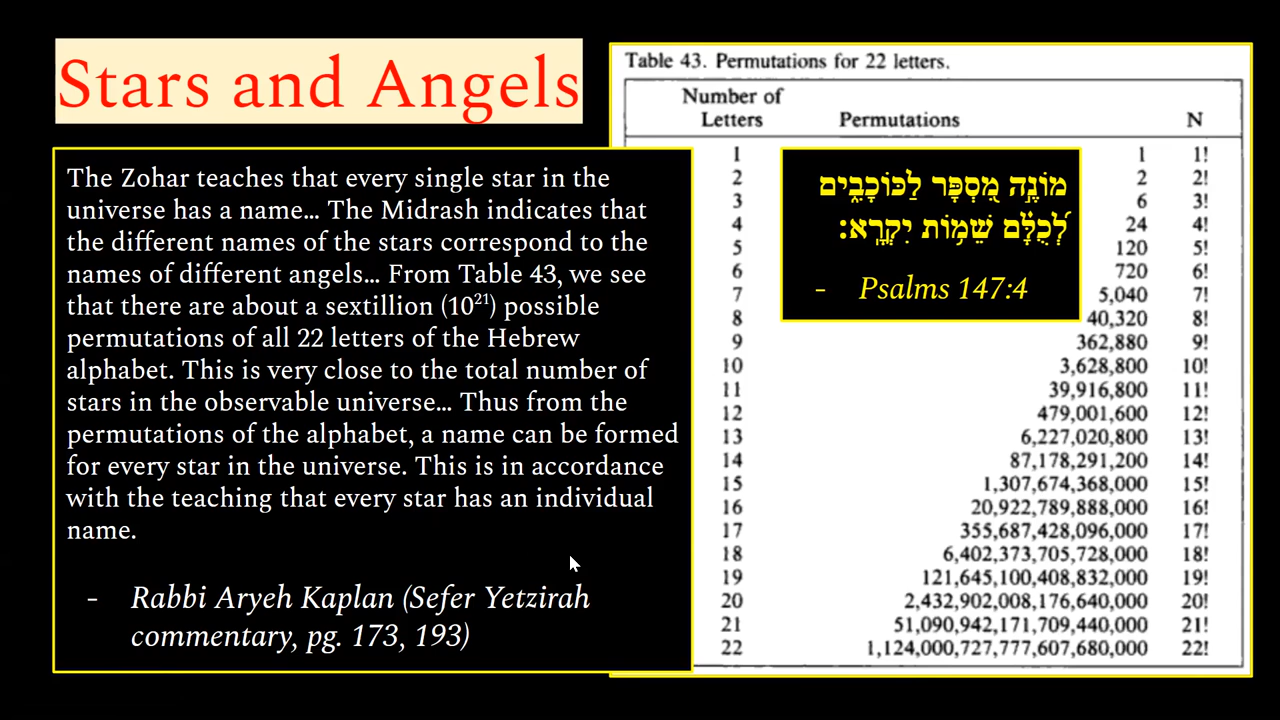 Stars and Angels
The Zohar teaches that every single star in the
universe has a name... The Midrash indicates that
the different names of the stars correspond to the
names of different angels... From Table 43, we see
that there are about a sextillion (10²¹) possible
permutations of all 22 letters of the Hebrew
alphabet. This is very close to the total number of
stars in the observable universe... Thus from the
permutations of the alphabet, a name can be formed
for every star in the universe. This is in accordance
with the teaching that every star has an individual
name.
- Rabbi Aryeh Kaplan (Sefer Yetzirah
commentary, pg. 173, 193)
Table 43. Permutations for 22 letters.
Number of
Letters Permutations N
1 1 1!
2 2 2!
3 6 3!
4 24 4!
5 120 5!
6 720 6!
7 5,040 7!
8 40,320 8!
9 362,880 9!
10 3,628,800 10!
11 39,916,800 11!
12 479,001,600 12!
13 6,227,020,800 13!
14 87,178,291,200 14!
15 1,307,674,368,000 15!
16 20,922,789,888,000 16!
17 355,687,428,096,000 17!
18 6,402,373,705,728,000 18!
19 121,645,100,408,832,000 19!
20 2,432,902,008,176,640,000 20!
21 51,090,942,171,709,440,000 21!
22 1,124,000,727,777,607,680,000 22!
מוֹנֶ֣ה מִ֭סְפָּר לַכּוֹכָבִ֑ים
לְ֝כֻלָּ֗ם שֵׁמ֥וֹת יִקְרָֽא׃
- Psalms 147:4